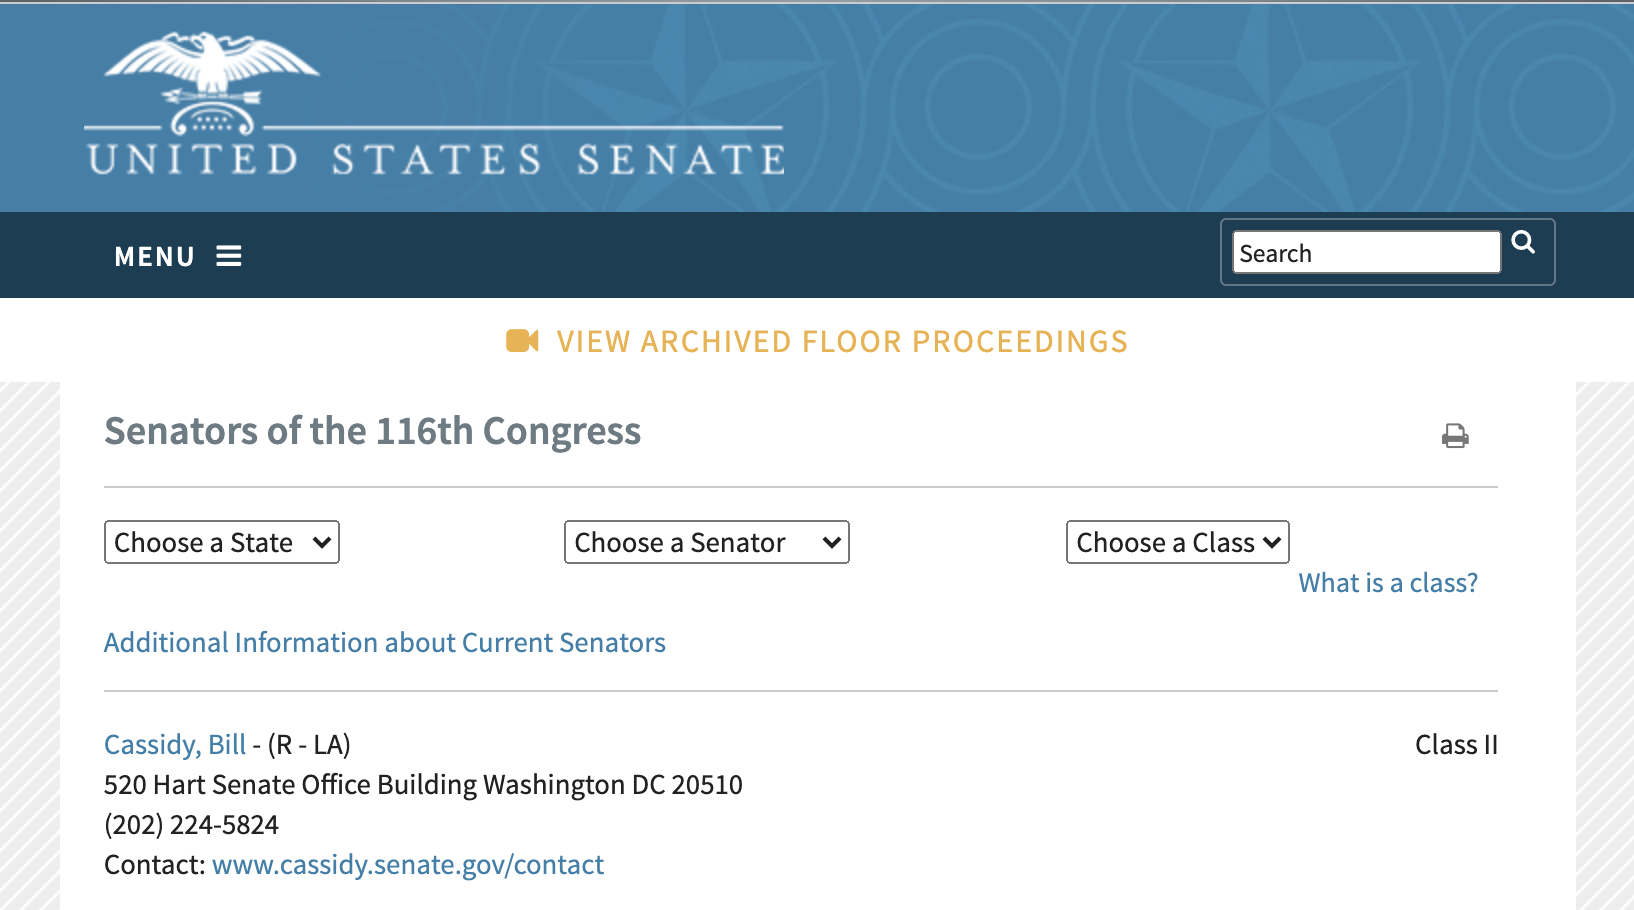 UNITED STATES SENATE
MENU
Search
VIEW ARCHIVED FLOOR PROCEEDINGS
Senators of the 116th Congress
Choose a State
Choose a Senator
Choose a Class
What is a class?
Additional Information about Current Senators
Cassidy, Bill - (R - LA)
Class II
520 Hart Senate Office Building Washington DC 20510
(202) 224-5824
Contact: www.cassidy.senate.gov/contact